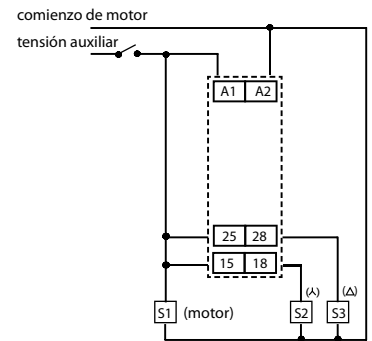 comienzo de motor
tensión auxiliar
A1 A2
25 28
15 18
(⅄) (△)
S1 (motor) S2 S3